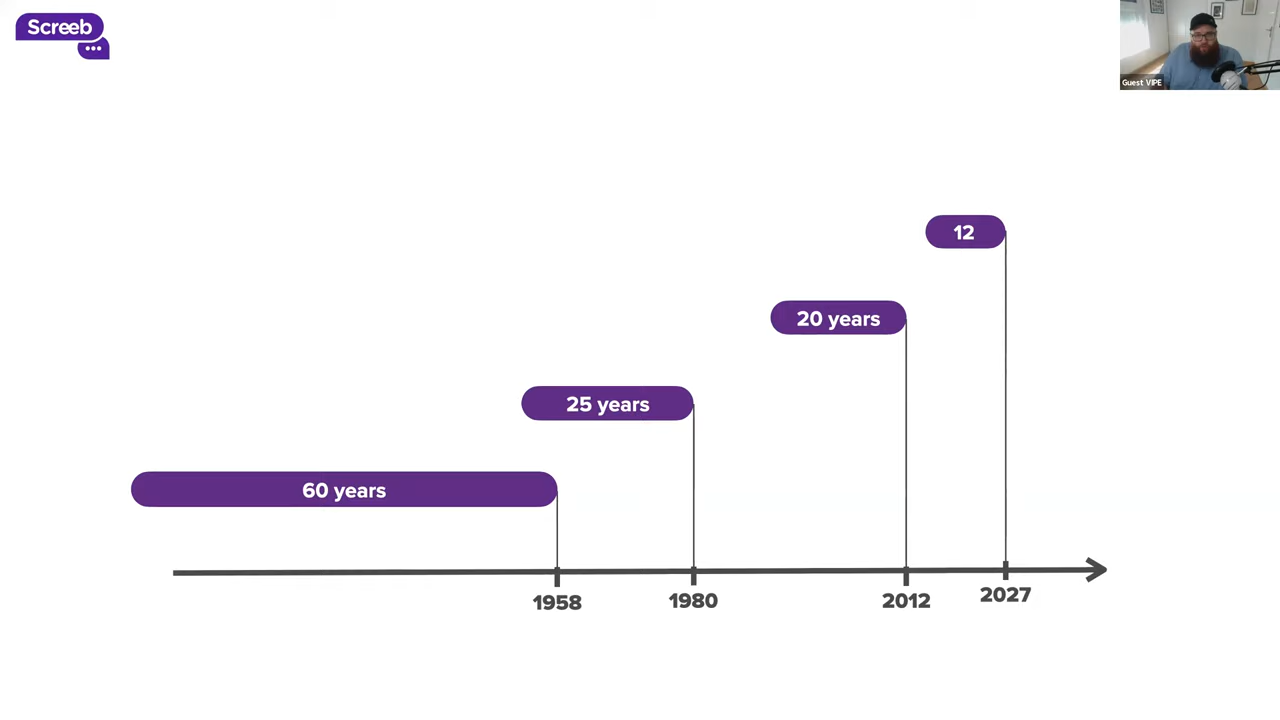 Screeb
Guest VIPE
12
20 years
25 years
60 years
1958
1980
2012
2027